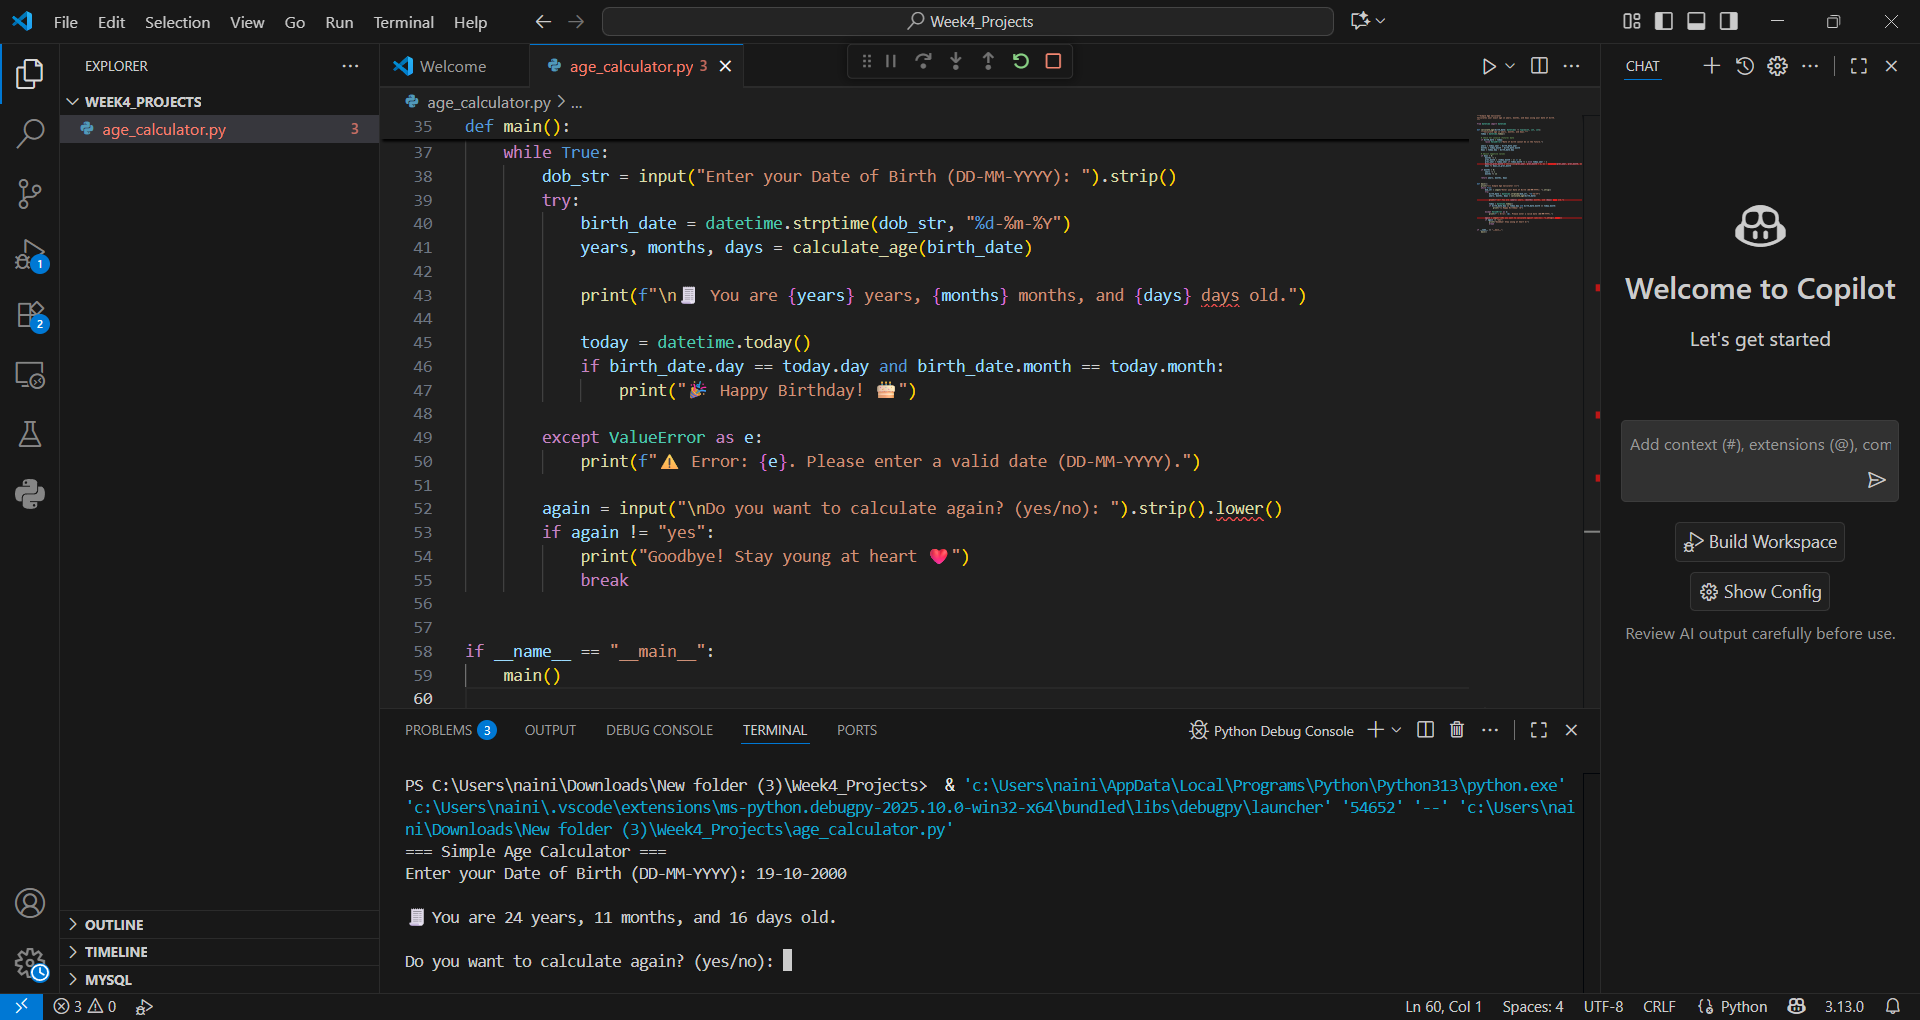 File Edit Selection View Go Run Terminal Help
Week4_Projects
EXPLORER
WEEK4_PROJECTS
age_calculator.py 3
1
2
OUTLINE
TIMELINE
MYSQL
Welcome
age_calculator.py 3
age_calculator.py > ...
35 def main():
37 while True:
38 dob_str = input("Enter your Date of Birth (DD-MM-YYYY): ").strip()
39 try:
40 birth_date = datetime.strptime(dob_str, "%d-%m-%Y")
41 years, months, days = calculate_age(birth_date)
42
43 print(f"\n🧾 You are {years} years, {months} months, and {days} days old.")
44
45 today = datetime.today()
46 if birth_date.day == today.day and birth_date.month == today.month:
47 print("🎉 Happy Birthday! 🎂")
48
49 except ValueError as e:
50 print(f"⚠️ Error: {e}. Please enter a valid date (DD-MM-YYYY).")
51
52 again = input("\nDo you want to calculate again? (yes/no): ").strip().lower()
53 if again != "yes":
54 print("Goodbye! Stay young at heart ❤️")
55 break
56
57
58 if __name__ == "__main__":
59 main()
60
PROBLEMS 3 OUTPUT DEBUG CONSOLE TERMINAL PORTS
Python Debug Console
PS C:\Users\naini\Downloads\New folder (3)\Week4_Projects> & 'c:\Users\naini\AppData\Local\Programs\Python\Python313\python.exe'
'c:\Users\naini\.vscode\extensions\ms-python.debugpy-2025.10.0-win32-x64\bundled\libs\debugpy\launcher' '54652' '--' 'c:\Users\nai
ni\Downloads\New folder (3)\Week4_Projects\age_calculator.py'
=== Simple Age Calculator ===
Enter your Date of Birth (DD-MM-YYYY): 19-10-2000
🧾 You are 24 years, 11 months, and 16 days old.
Do you want to calculate again? (yes/no):
CHAT
Welcome to Copilot
Let's get started
Add context (#), extensions (@), com
Build Workspace
Show Config
Review AI output carefully before use.
3 0
Ln 60, Col 1 Spaces: 4 UTF-8 CRLF Python 3.13.0